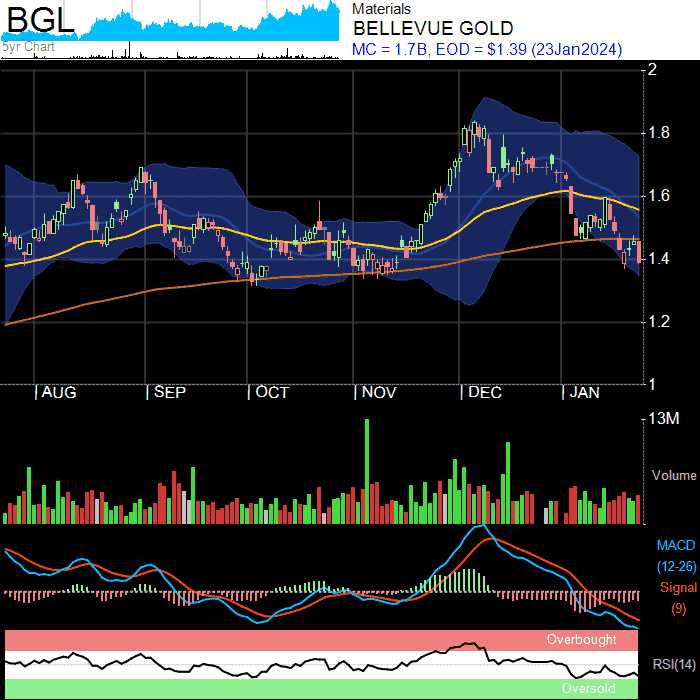 BGL
5yr Chart
Materials
BELLEVUE GOLD
MC = 1.7B, EOD = $1.39 (23Jan2024)
2
1.8
1.6
1.4
1.2
1
AUG SEP OCT NOV DEC JAN
13M
Volume
MACD
(12-26)
Signal
(9)
Overbought
RSI(14)
Oversold